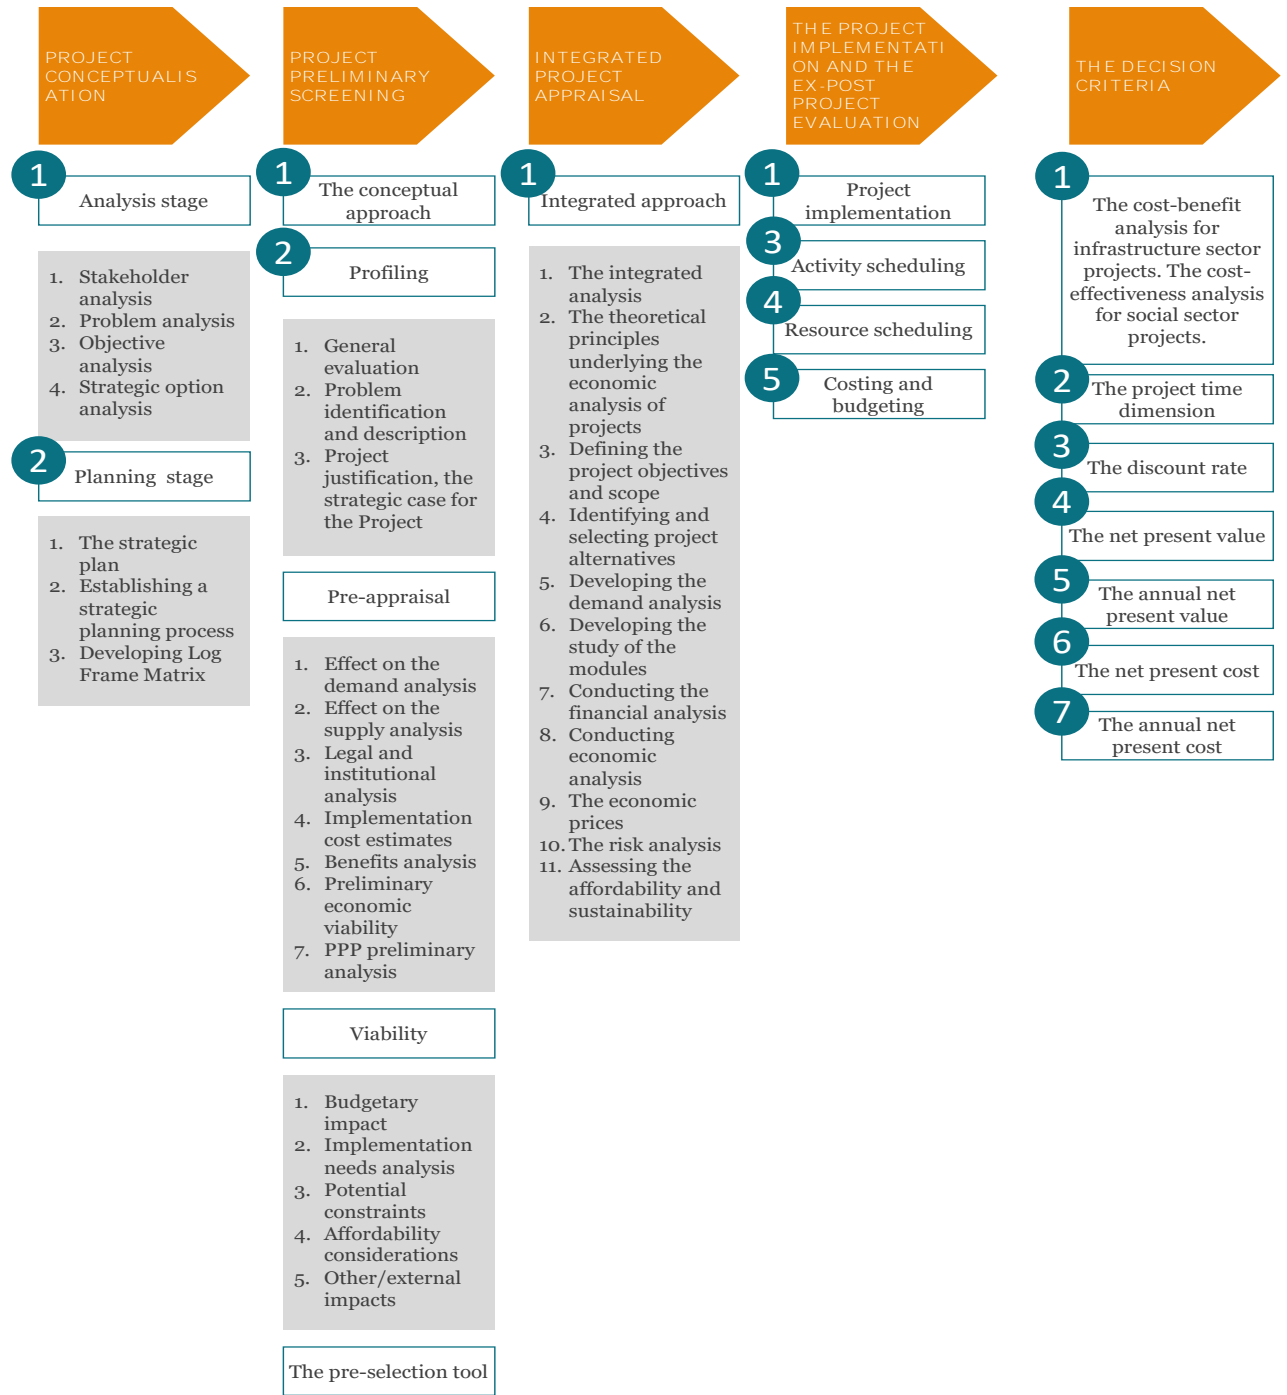 PROJECT
CONCEPTUALIS
ATION
1
Analysis stage
1. Stakeholder
analysis
2. Problem analysis
3. Objective
analysis
4. Strategic option
analysis
2
Planning stage
1. The strategic
plan
2. Establishing a
strategic
planning process
3. Developing Log
Frame Matrix
PROJECT
PRELIMINARY
SCREENING
1
The conceptual
approach
2
Profiling
1. General
evaluation
2. Problem
identification
and description
3. Project
justification, the
strategic case for
the Project
Pre-appraisal
1. Effect on the
demand analysis
2. Effect on the
supply analysis
3. Legal and
institutional
analysis
4. Implementation
cost estimates
5. Benefits analysis
6. Preliminary
economic
viability
7. PPP preliminary
analysis
Viability
1. Budgetary
impact
2. Implementation
needs analysis
3. Potential
constraints
4. Affordability
considerations
5. Other/external
impacts
The pre-selection tool
INTEGRATED
PROJECT
APPRAISAL
1
Integrated approach
1. The integrated
analysis
2. The theoretical
principles
underlying the
economic
analysis of
projects
3. Defining the
project objectives
and scope
4. Identifying and
selecting project
alternatives
5. Developing the
demand analysis
6. Developing the
study of the
modules
7. Conducting the
financial analysis
8. Conducting
economic
analysis
9. The economic
prices
10. The risk analysis
11. Assessing the
affordability and
sustainability
THE PROJECT
IMPLEMENTATI
ON AND THE
EX-POST
PROJECT
EVALUATION
1
Project
implementation
3
Activity scheduling
4
Resource scheduling
5
Costing and
budgeting
THE DECISION
CRITERIA
1
The cost-benefit
analysis for
infrastructure sector
projects. The cost-
effectiveness analysis
for social sector
projects.
2
The project time
dimension
3
The discount rate
4
The net present value
5
The annual net
present value
6
The net present cost
7
The annual net
present cost